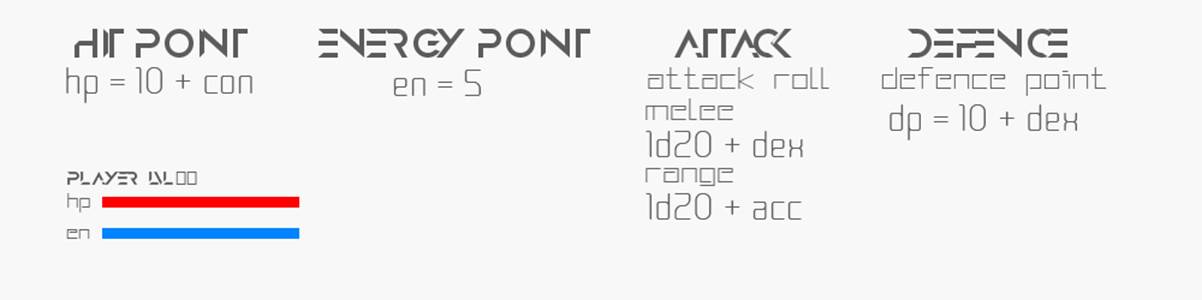 HIT PONT
hp = 10 + con
ENERGY PONT
en = 5
ATTACK
attack roll
melee
1d20 + dex
range
1d20 + acc
DEFENCE
defence point
dp = 10 + dex
PLAYER LVL
hp
en